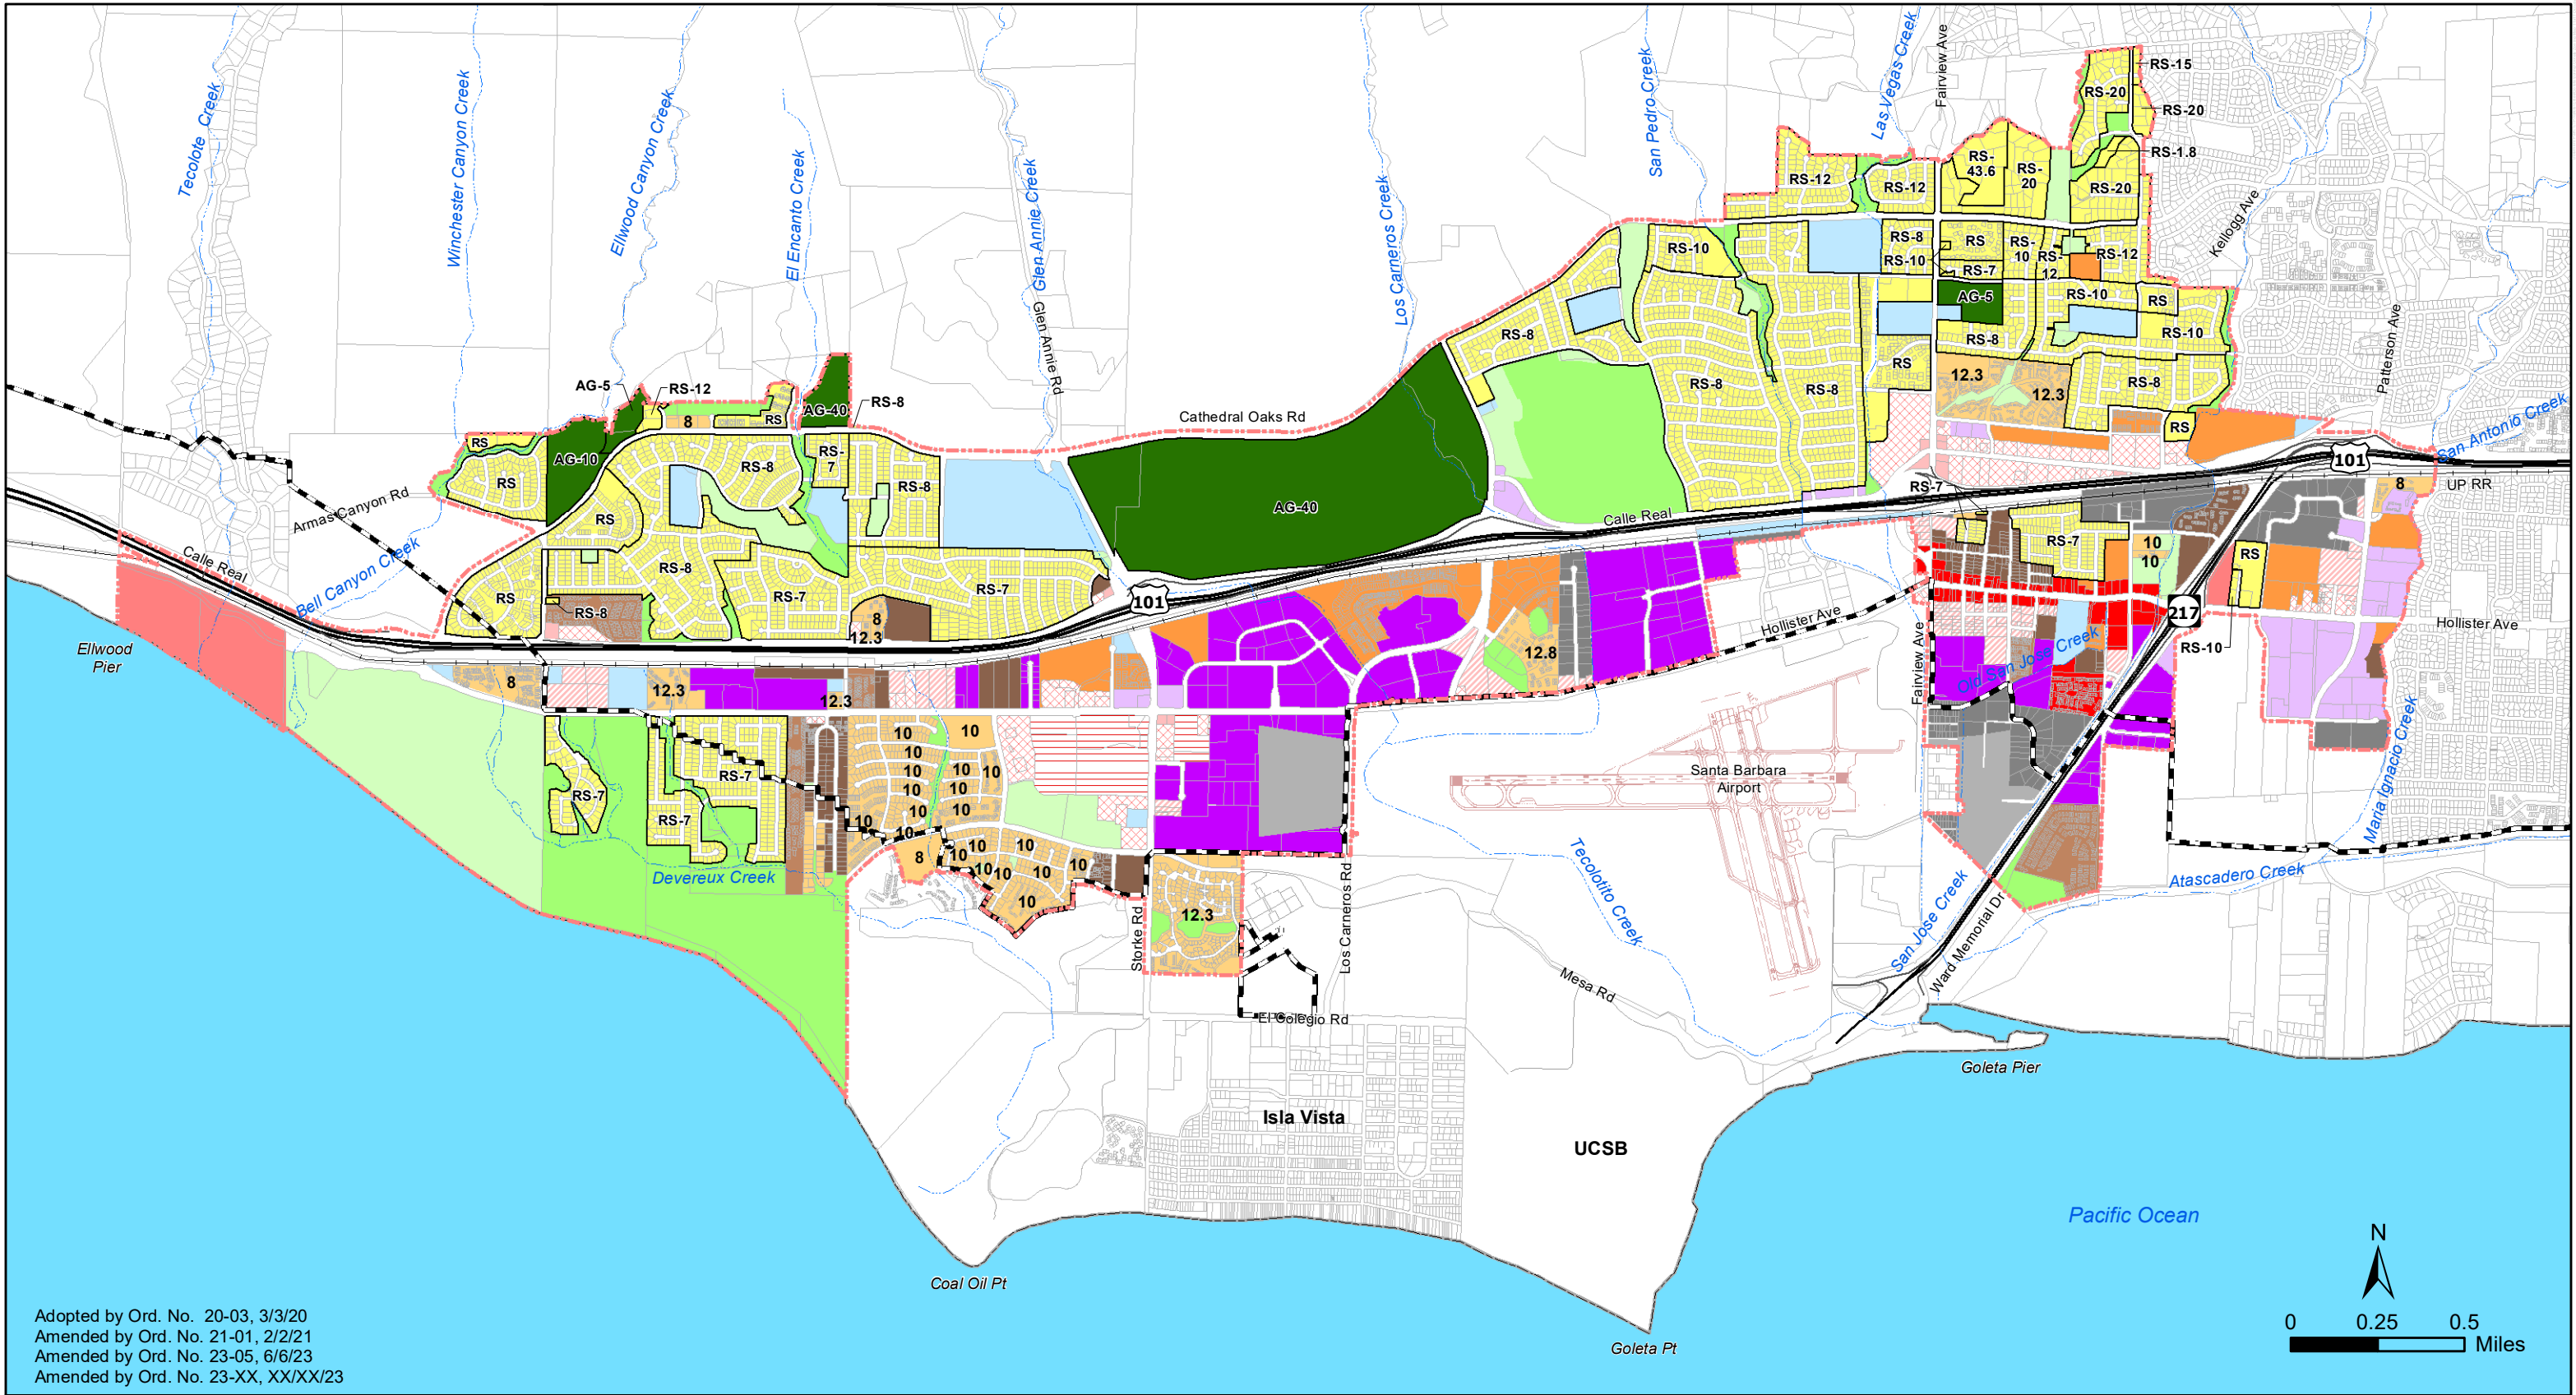 Tecolote Creek
Winchester Canyon Creek
Ellwood Canyon Creek
El Encanto Creek
Glen Annie Creek
Glen Annie Rd
Los Carneros Creek
San Pedro Creek
Las Vegas Creek
Fairview Ave
Kellogg Ave
Patterson Ave
San Antonio Creek
RS-15
RS-20
RS-20
RS-1.8
RS-12
RS-12
RS-
43.6
RS-
20
RS-20
RS-10
RS-8
RS-10
RS
RS-7
RS-
10
RS-
12
RS-12
AG-5
RS-10
RS
RS-8
RS-10
RS-8
RS
RS-8
RS-8
12.3
12.3
RS-8
RS
AG-5
RS-12
AG-40
RS-8
8
RS
RS
AG-10
RS
RS-8
RS-
7
RS-8
RS
Cathedral Oaks Rd
AG-40
Calle Real
101
UP RR
8
RS-7
RS-7
10
10
RS
217
Hollister Ave
RS-10
Armas Canyon Rd
Calle Real
Bell Canyon Creek
RS
RS-8
RS-8
RS-7
RS-7
8
12.3
101
Ellwood
Pier
8
12.3
12.3
12.8
Hollister Ave
Fairview Ave
Old San Jose Creek
Maria Ignacio Creek
RS-7
RS-7
RS-7
10
10
10
10
10
10
10
10
10
10
10
10
10
8
10
10
10
10
10
10
10
10
12.3
Devereux Creek
Storke Rd
Los Carneros Rd
El Colegio Rd
Santa Barbara
Airport
Tecolotito Creek
Mesa Rd
San Jose Creek
Ward Memorial Dr
Atascadero Creek
Goleta Pier
Isla Vista
UCSB
Pacific Ocean
Coal Oil Pt
Goleta Pt
N
0 0.25 0.5
Miles
Adopted by Ord. No. 20-03, 3/3/20
Amended by Ord. No. 21-01, 2/2/21
Amended by Ord. No. 23-05, 6/6/23
Amended by Ord. No. 23-XX, XX/XX/23